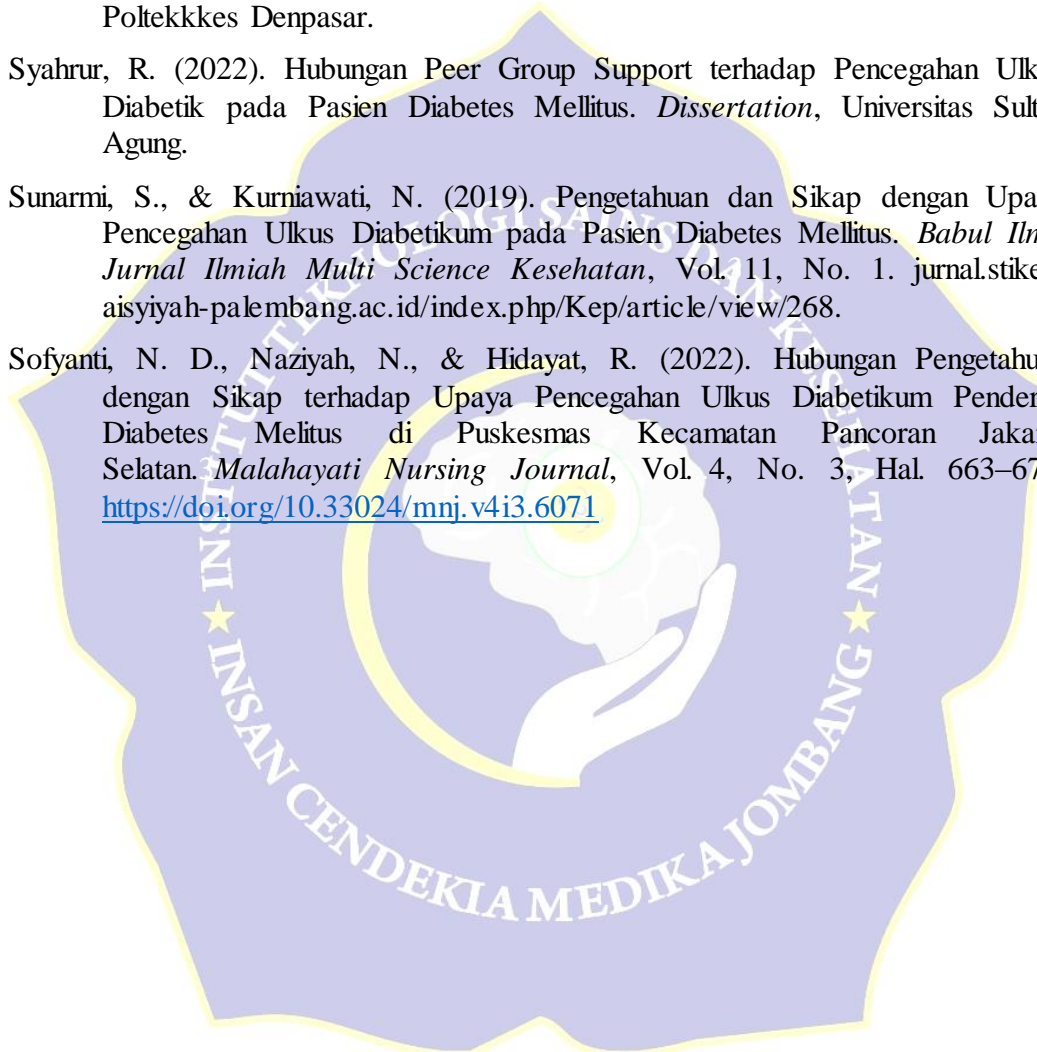 Poltekkkes Denpasar.
Syahrur, R. (2022). Hubungan Peer Group Support terhadap Pencegahan Ulk
Diabetik pada Pasien Diabetes Mellitus. Dissertation, Universitas Sult
Agung.
Sunarmi, S., & Kurniawati, N. (2019). Pengetahuan dan Sikap dengan Upa
Pencegahan Ulkus Diabetikum pada Pasien Diabetes Mellitus. Babul Ilm
Jurnal Ilmiah Multi Science Kesehatan, Vol. 11, No. 1. jurnal.stike
aisyiyah-palembang.ac.id/index.php/Kep/article/view/268.
Sofyanti, N. D., Naziyah, N., & Hidayat, R. (2022). Hubungan Pengetahu
dengan Sikap terhadap Upaya Pencegahan Ulkus Diabetikum Pender
Diabetes Melitus di Puskesmas Kecamatan Pancoran Jakar
Selatan. Malahayati Nursing Journal, Vol. 4, No. 3, Hal. 663–67
https://doi.org/10.33024/mnj.v4i3.6071
INSTITUT TEKNOLOGI SAINS DAN KESEHATAN
INSAN CENDEKIA MEDIKA JOMBANG